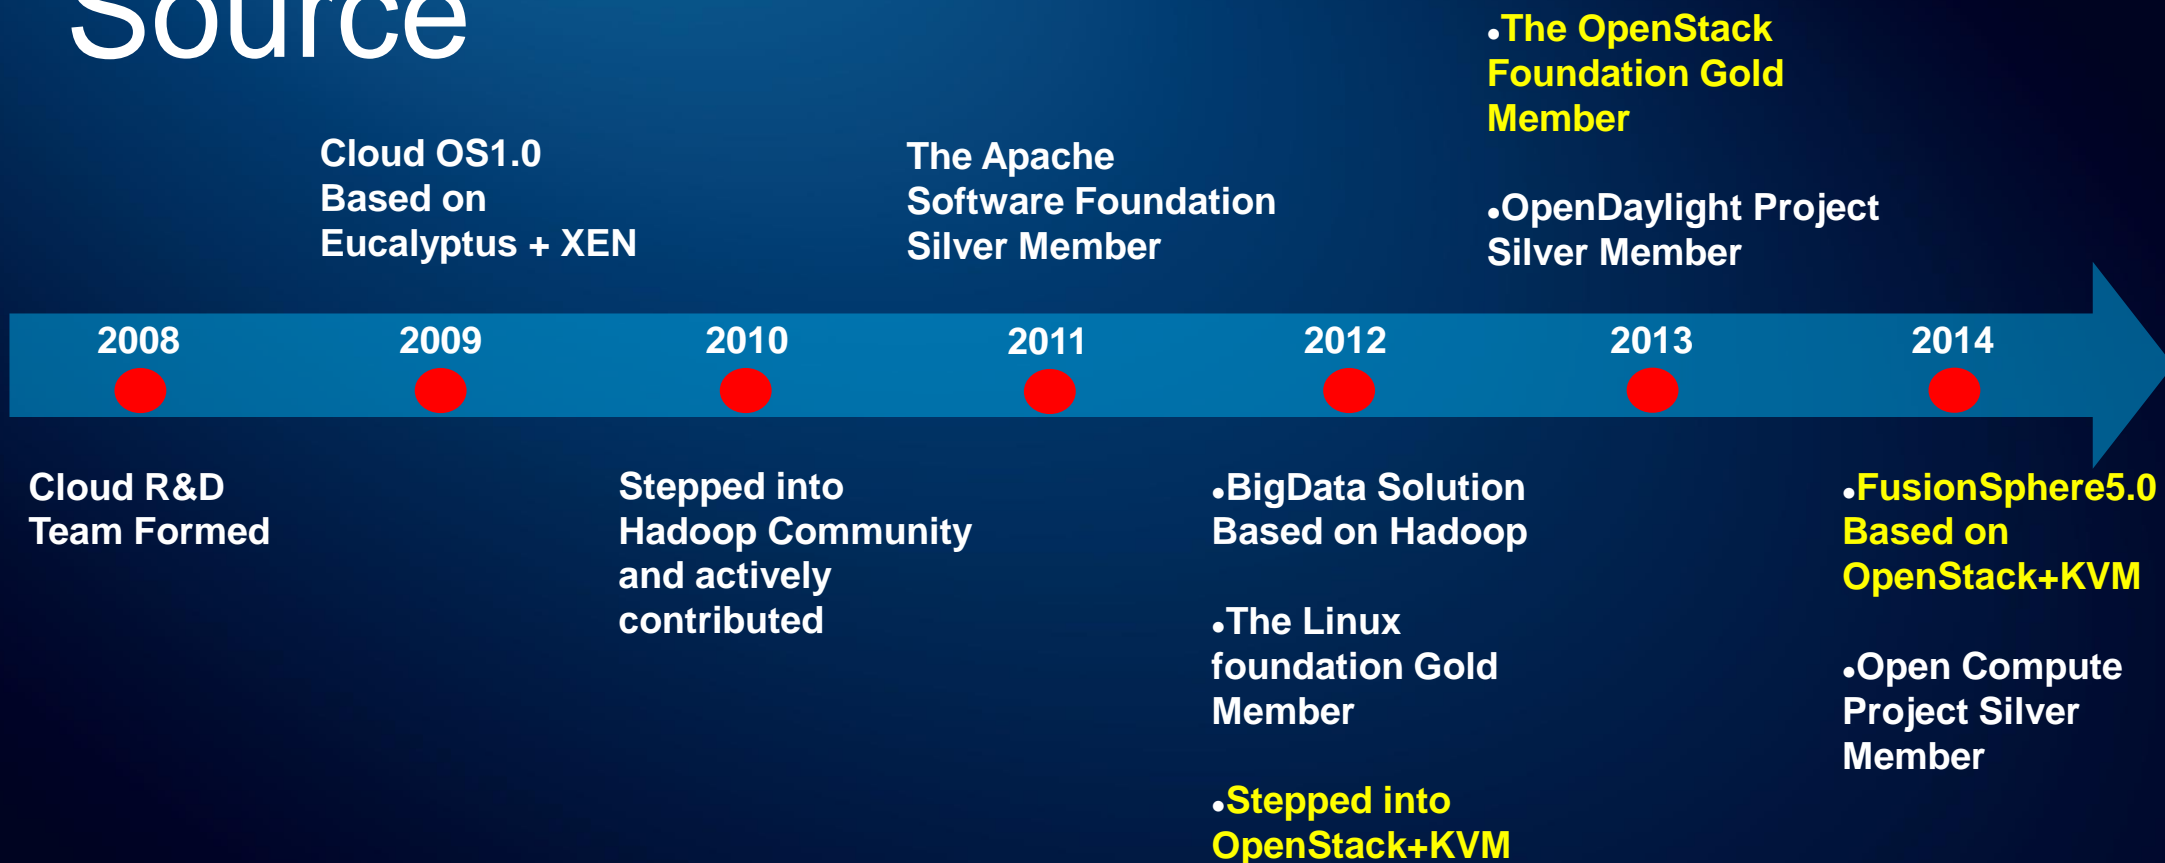 Source
●The OpenStack
Foundation Gold
Member
●OpenDaylight Project
Silver Member
Cloud OS1.0
Based on
Eucalyptus + XEN
The Apache
Software Foundation
Silver Member
2008 2009 2010 2011 2012 2013 2014
Cloud R&D
Team Formed
Stepped into
Hadoop Community
and actively
contributed
●BigData Solution
Based on Hadoop
●The Linux
foundation Gold
Member
●Stepped into
OpenStack+KVM
●FusionSphere5.0
Based on
OpenStack+KVM
●Open Compute
Project Silver
Member